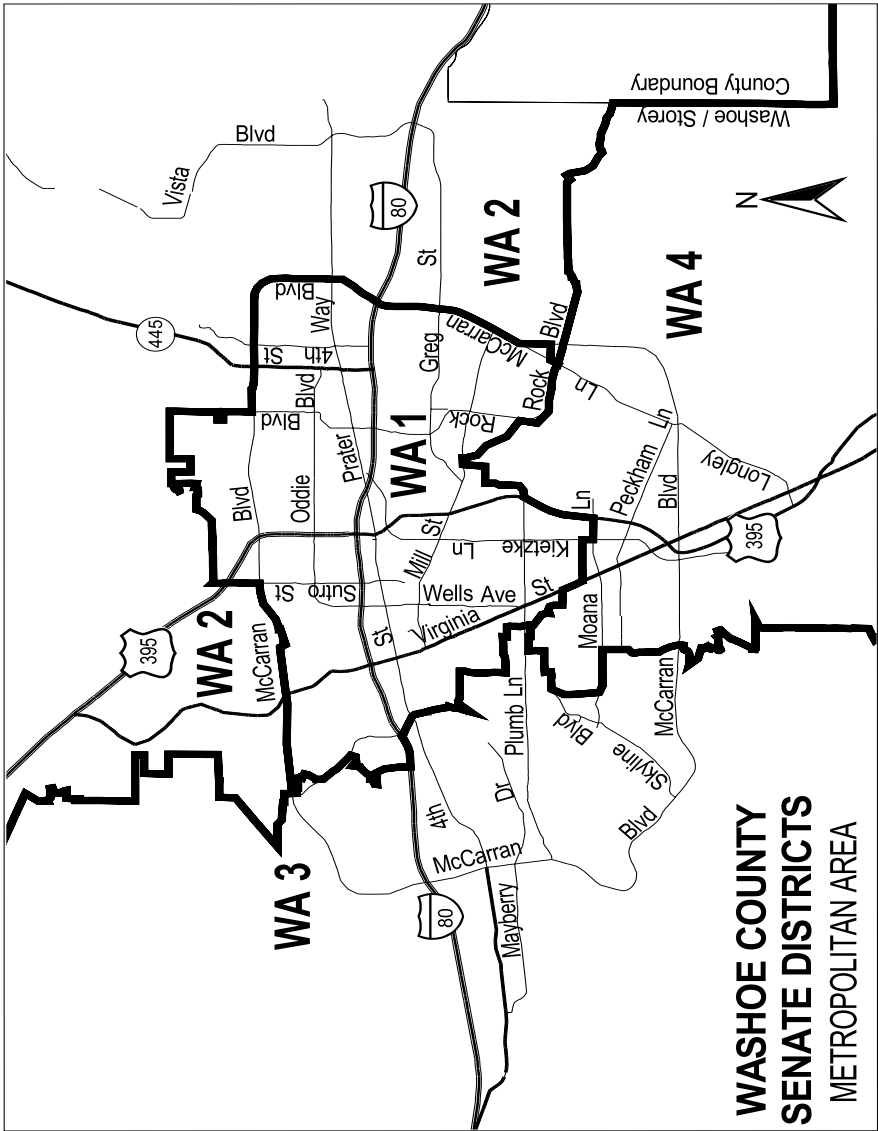 WASHOE COUNTY
SENATE DISTRICTS
METROPOLITAN AREA
WA 3
WA 2
WA 1
WA 2
WA 4
N
Washoe / Storey
County Boundary
395
80
80
445
395
Vista
Blvd
McCarran
Blvd
Blvd
4th
St
Blvd
Oddie
Blvd
Prater
Way
Sutro
St
Wells Ave
Virginia
St
Kietzke
Ln
Mill
St
Greg
St
Rock
Rock
Blvd
McCarran
Ln
4th
St
McCarran
Mayberry
Dr
Plumb Ln
Moana
Ln
Peckham
Ln
McCarran
Blvd
Longley
Skyline
Blvd
Blvd